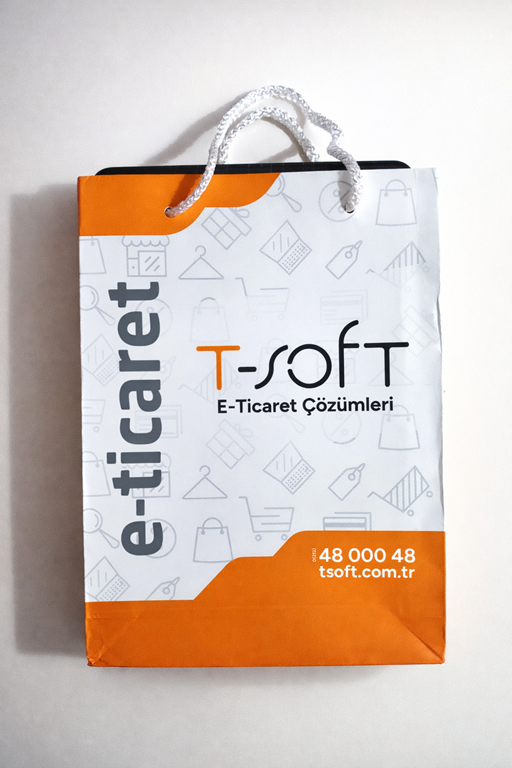 e-ticaret
T-SOFT
E-Ticaret Çözümleri
48 000 48
tsoft.com.tr